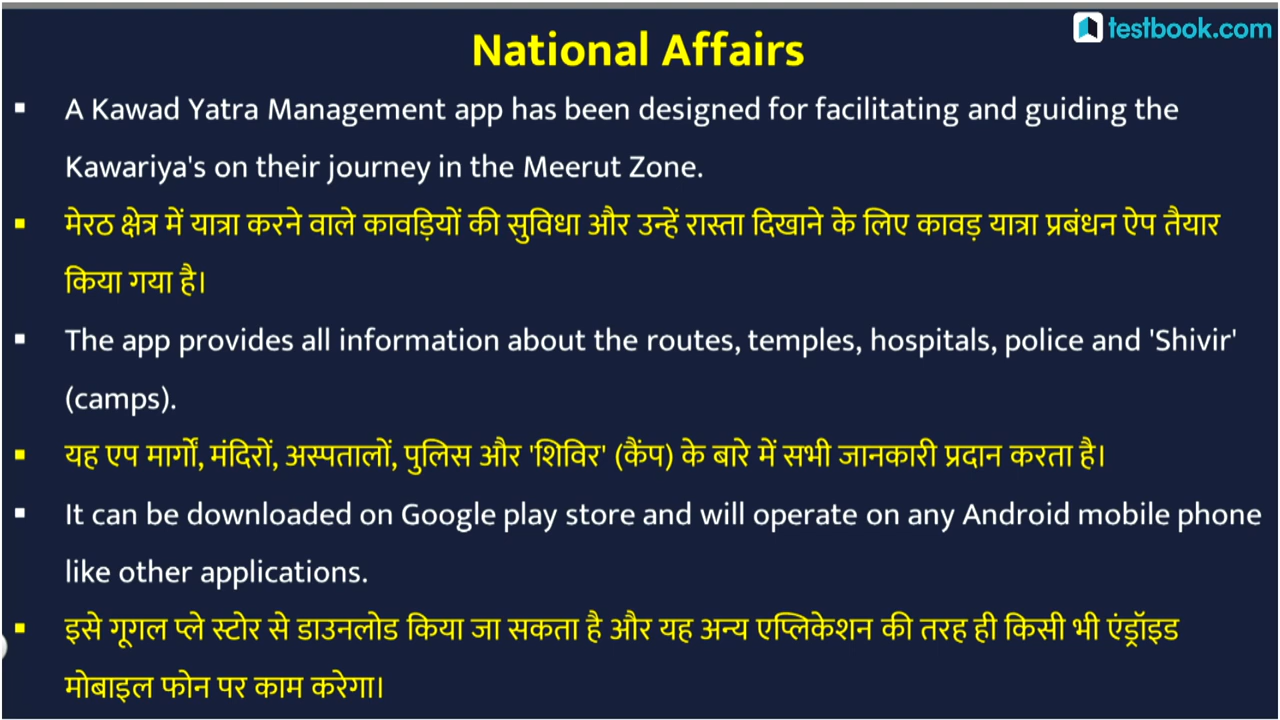 testbook.com
National Affairs
▪ A Kawad Yatra Management app has been designed for facilitating and guiding the
Kawariya's on their journey in the Meerut Zone.
▪ मेरठ क्षेत्र में यात्रा करने वाले कावड़ियों की सुविधा और उन्हें रास्ता दिखाने के लिए कावड़ यात्रा प्रबंधन ऐप तैयार
किया गया है।
▪ The app provides all information about the routes, temples, hospitals, police and 'Shivir'
(camps).
▪ यह एप मार्गों, मंदिरों, अस्पतालों, पुलिस और 'शिविर' (कैंप) के बारे में सभी जानकारी प्रदान करता है।
▪ It can be downloaded on Google play store and will operate on any Android mobile phone
like other applications.
▪ इसे गूगल प्ले स्टोर से डाउनलोड किया जा सकता है और यह अन्य एप्लिकेशन की तरह ही किसी भी एंड्रॉइड
मोबाइल फोन पर काम करेगा।